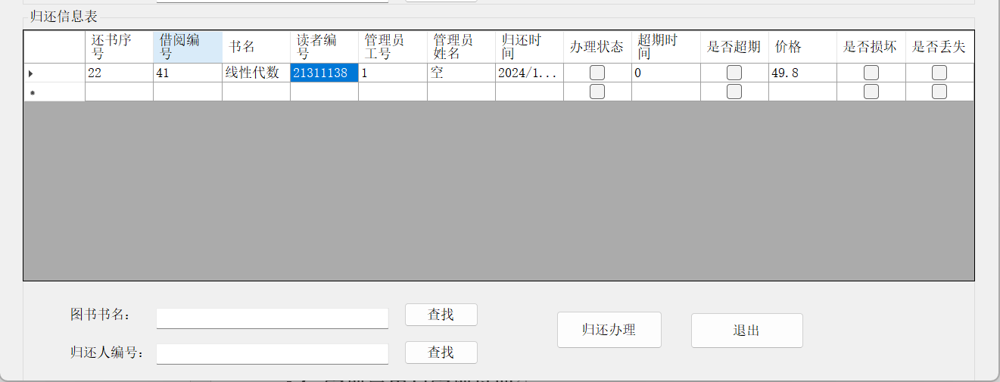 归还信息表
还书序号 借阅编号 书名 读者编号 管理员工号 管理员姓名 归还时间 办理状态 超期时间 是否超期 价格 是否损坏 是否丢失
22 41 线性代数 21311138 1 空 2024/1... 0 49.8
图书书名: 查找
归还办理 退出
归还人编号: 查找